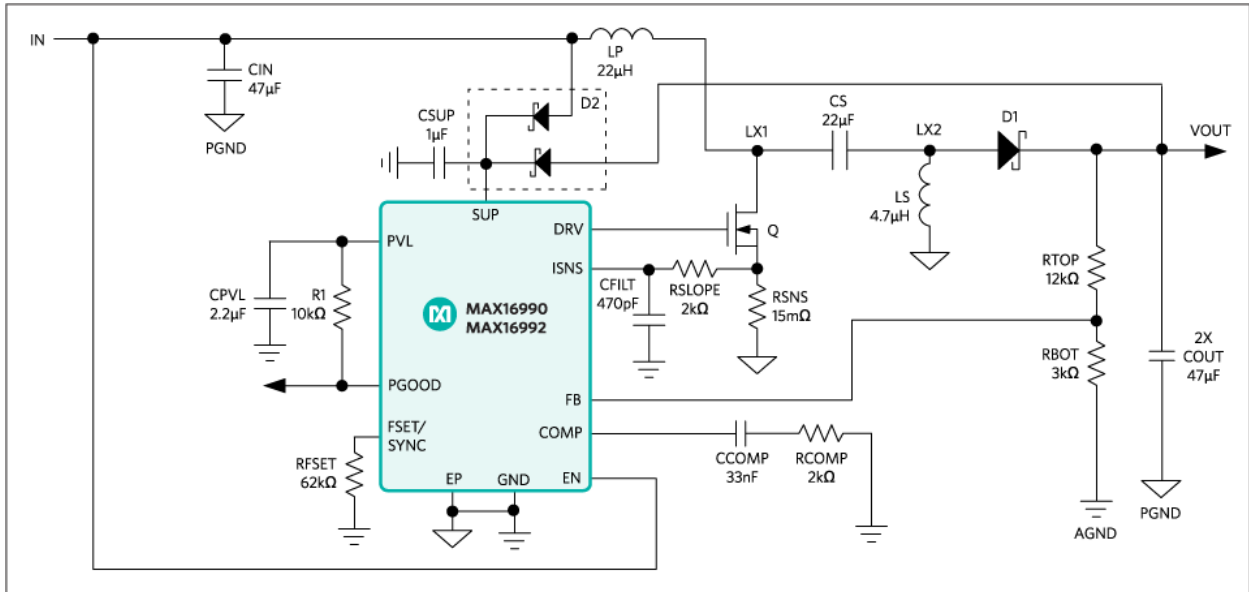 IN
LP
22µH
CIN
47µF
PGND
D2
CSUP
1µF
CS
22µF
D1
LX1
LX2
VOUT
SUP
LS
4.7µH
PVL
DRV
Q
ISNS
CFILT
470pF
RSLOPE
2kΩ
RSNS
15mΩ
RTOP
12kΩ
CPVL
2.2µF
R1
10kΩ
MAX16990
MAX16992
2X
COUT
47µF
RBOT
3kΩ
PGOOD
FB
FSET/
SYNC
COMP
RFSET
62kΩ
CCOMP
33nF
RCOMP
2kΩ
EP
GND
EN
AGND
PGND